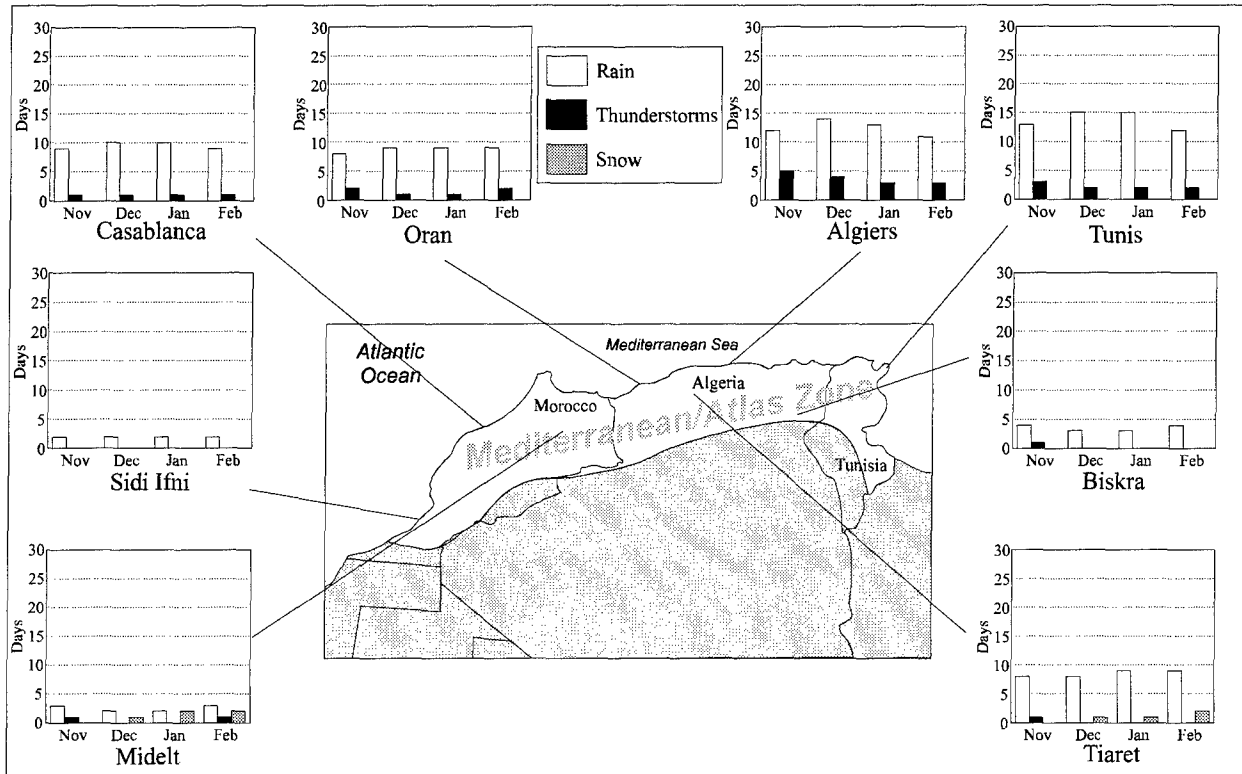 30
25
20
15
10
5
0
Days
Nov Dec Jan Feb
Casablanca
30
25
20
15
10
5
0
Days
Nov Dec Jan Feb
Oran
Rain
Thunderstorms
Snow
30
25
20
15
10
5
0
Days
Nov Dec Jan Feb
Algiers
30
25
20
15
10
5
0
Days
Nov Dec Jan Feb
Tunis
30
25
20
15
10
5
0
Days
Nov Dec Jan Feb
Sidi Ifni
Atlantic
Ocean
Mediterranean Sea
Morocco
Algeria
Mediterranean/Atlas Zone
Tunisia
30
25
20
15
10
5
0
Days
Nov Dec Jan Feb
Biskra
30
25
20
15
10
5
0
Days
Nov Dec Jan Feb
Midelt
30
25
20
15
10
5
0
Days
Nov Dec Jan Feb
Tiaret